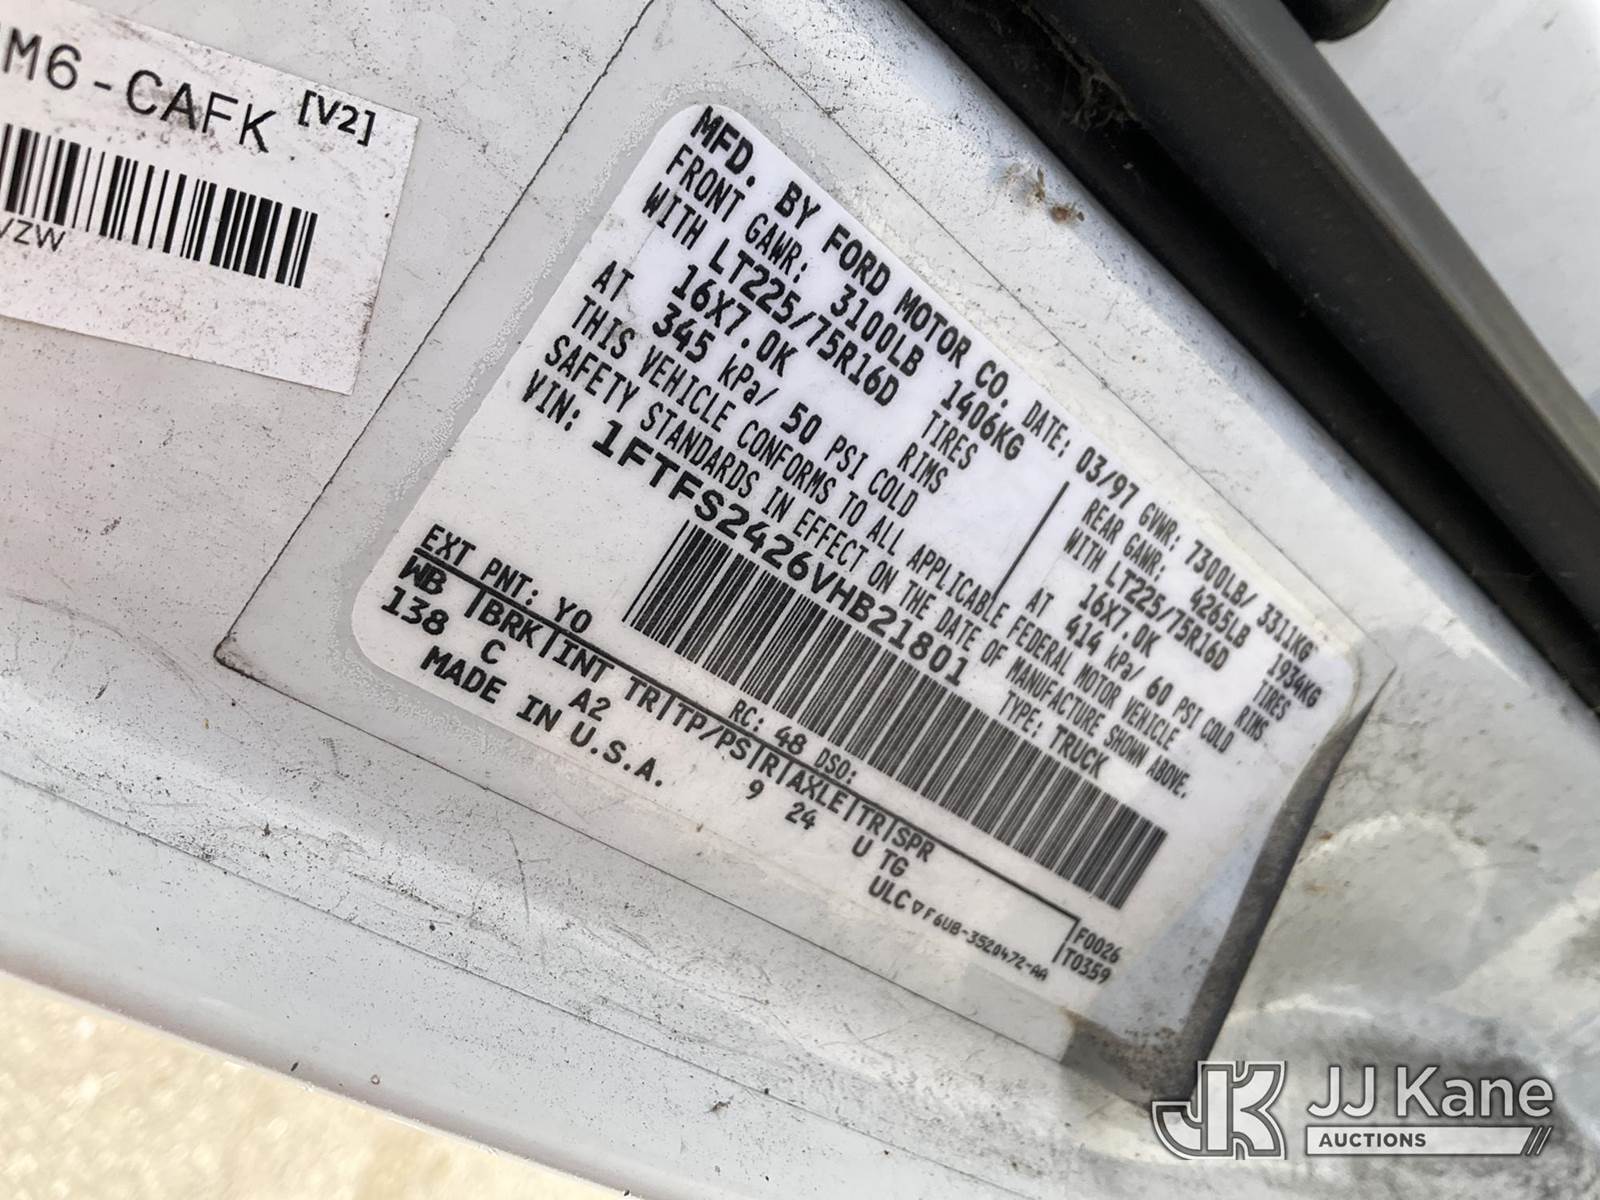 M6-CAFK [V2]
VZW
MFD. BY FORD MOTOR CO. DATE: 03/97 GVWR: 7300LB/ 3311KG
FRONT GAWR: 3100LB 1406KG REAR GAWR: 4265LB 1934KG
WITH LT225/75R16D TIRES WITH LT225/75R16D TIRES
16X7.0K RIMS 16X7.0K RIMS
AT 345 kPa/ 50 PSI COLD AT 414 kPa/ 60 PSI COLD
THIS VEHICLE CONFORMS TO ALL APPLICABLE FEDERAL MOTOR VEHICLE
SAFETY STANDARDS IN EFFECT ON THE DATE OF MANUFACTURE SHOWN ABOVE.
VIN: 1FTFS2426VHB21801 TYPE: TRUCK
EXT PNT: YO RC: 48 DSO:
WB |BRK|INT TR|TP/PS|R|AXLE|TR|SPR F0026
138 C A2 9 24 U TG T0359
MADE IN U.S.A. ULC ▽ F6UB-3520472-AA
JK JJ Kane
AUCTIONS